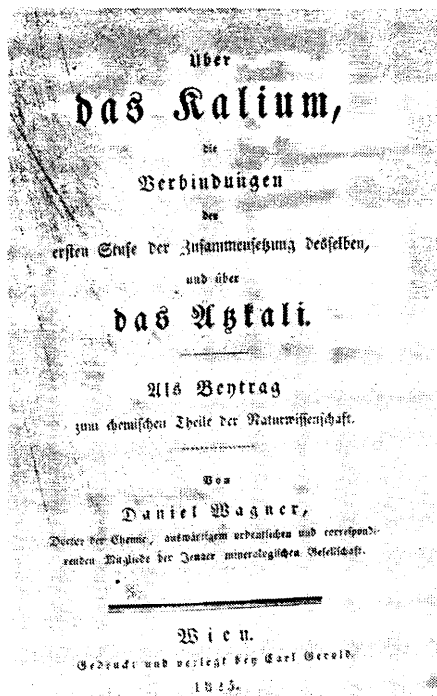 Über
das Kalium,
die
Verbindungen
der
ersten Stufe der Zusammensetzung desselben,
und über
das Ätzkali.
Als Beytrag
zum chemischen Theile der Naturwissenschaft.
Von
Daniel Wagner,
Doctor der Chemie, auswärtigem ordentlichen und correspondi-
renden Mitgliede der Jenaer mineralogischen Gesellschaft.
Wien.
Gedruckt und verlegt bey Carl Gerold.
1825.